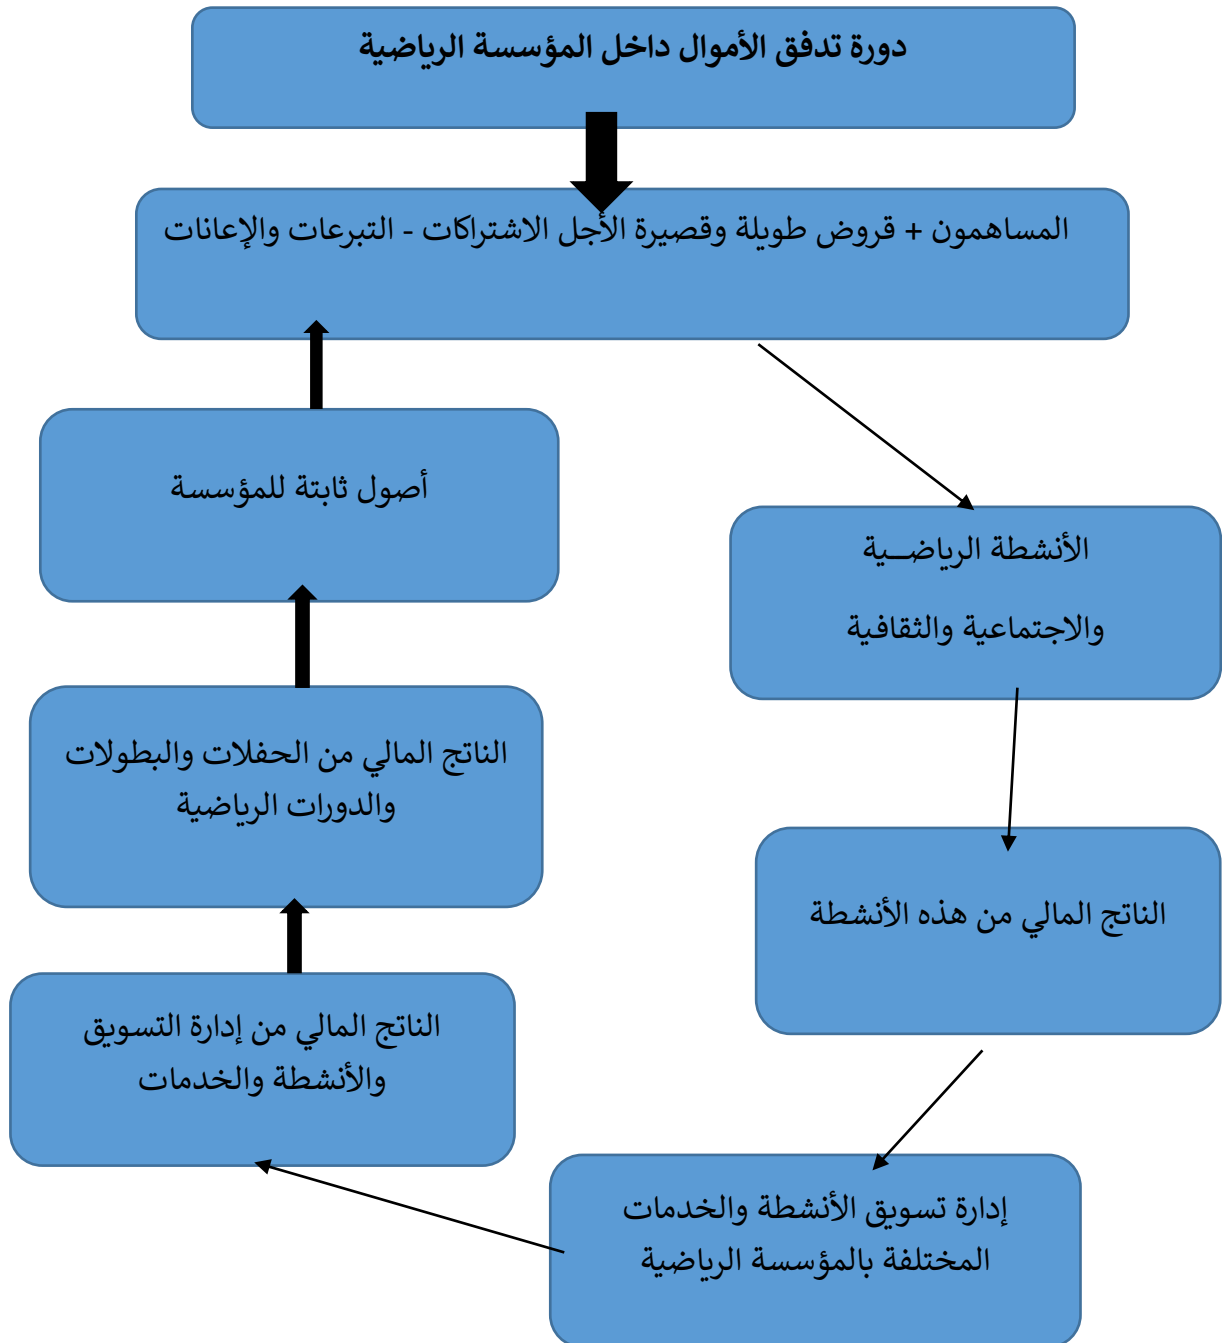 دورة تدفق الأموال داخل المؤسسة الرياضية
المساهمون + قروض طويلة وقصيرة الأجل الاشتراكات - التبرعات والإعانات
الأنشطة الرياضـــية
والاجتماعية والثقافية
الناتج المالي من هذه الأنشطة
إدارة تسويق الأنشطة والخدمات
المختلفة بالمؤسسة الرياضية
الناتج المالي من إدارة التسويق
والأنشطة والخدمات
الناتج المالي من الحفلات والبطولات
والدورات الرياضية
أصول ثابتة للمؤسسة